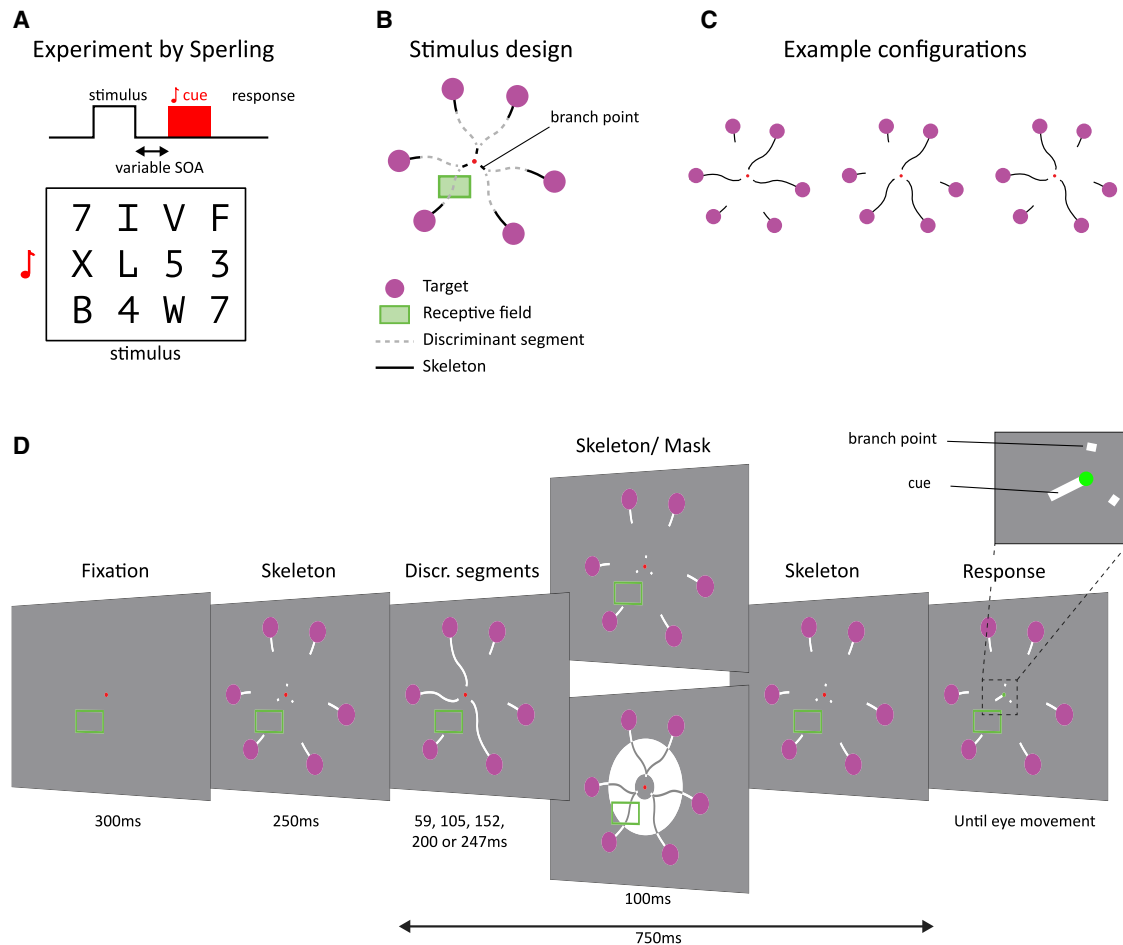 A
Experiment by Sperling
stimulus
cue
response
variable SOA
7 I V F
X L 5 3
B 4 W 7
stimulus
B
Stimulus design
branch point
Target
Receptive field
Discriminant segment
Skeleton
C
Example configurations
D
Skeleton/ Mask
branch point
cue
Fixation
Skeleton
Discr. segments
Skeleton
Response
300ms
250ms
59, 105, 152,
200 or 247ms
Until eye movement
100ms
750ms